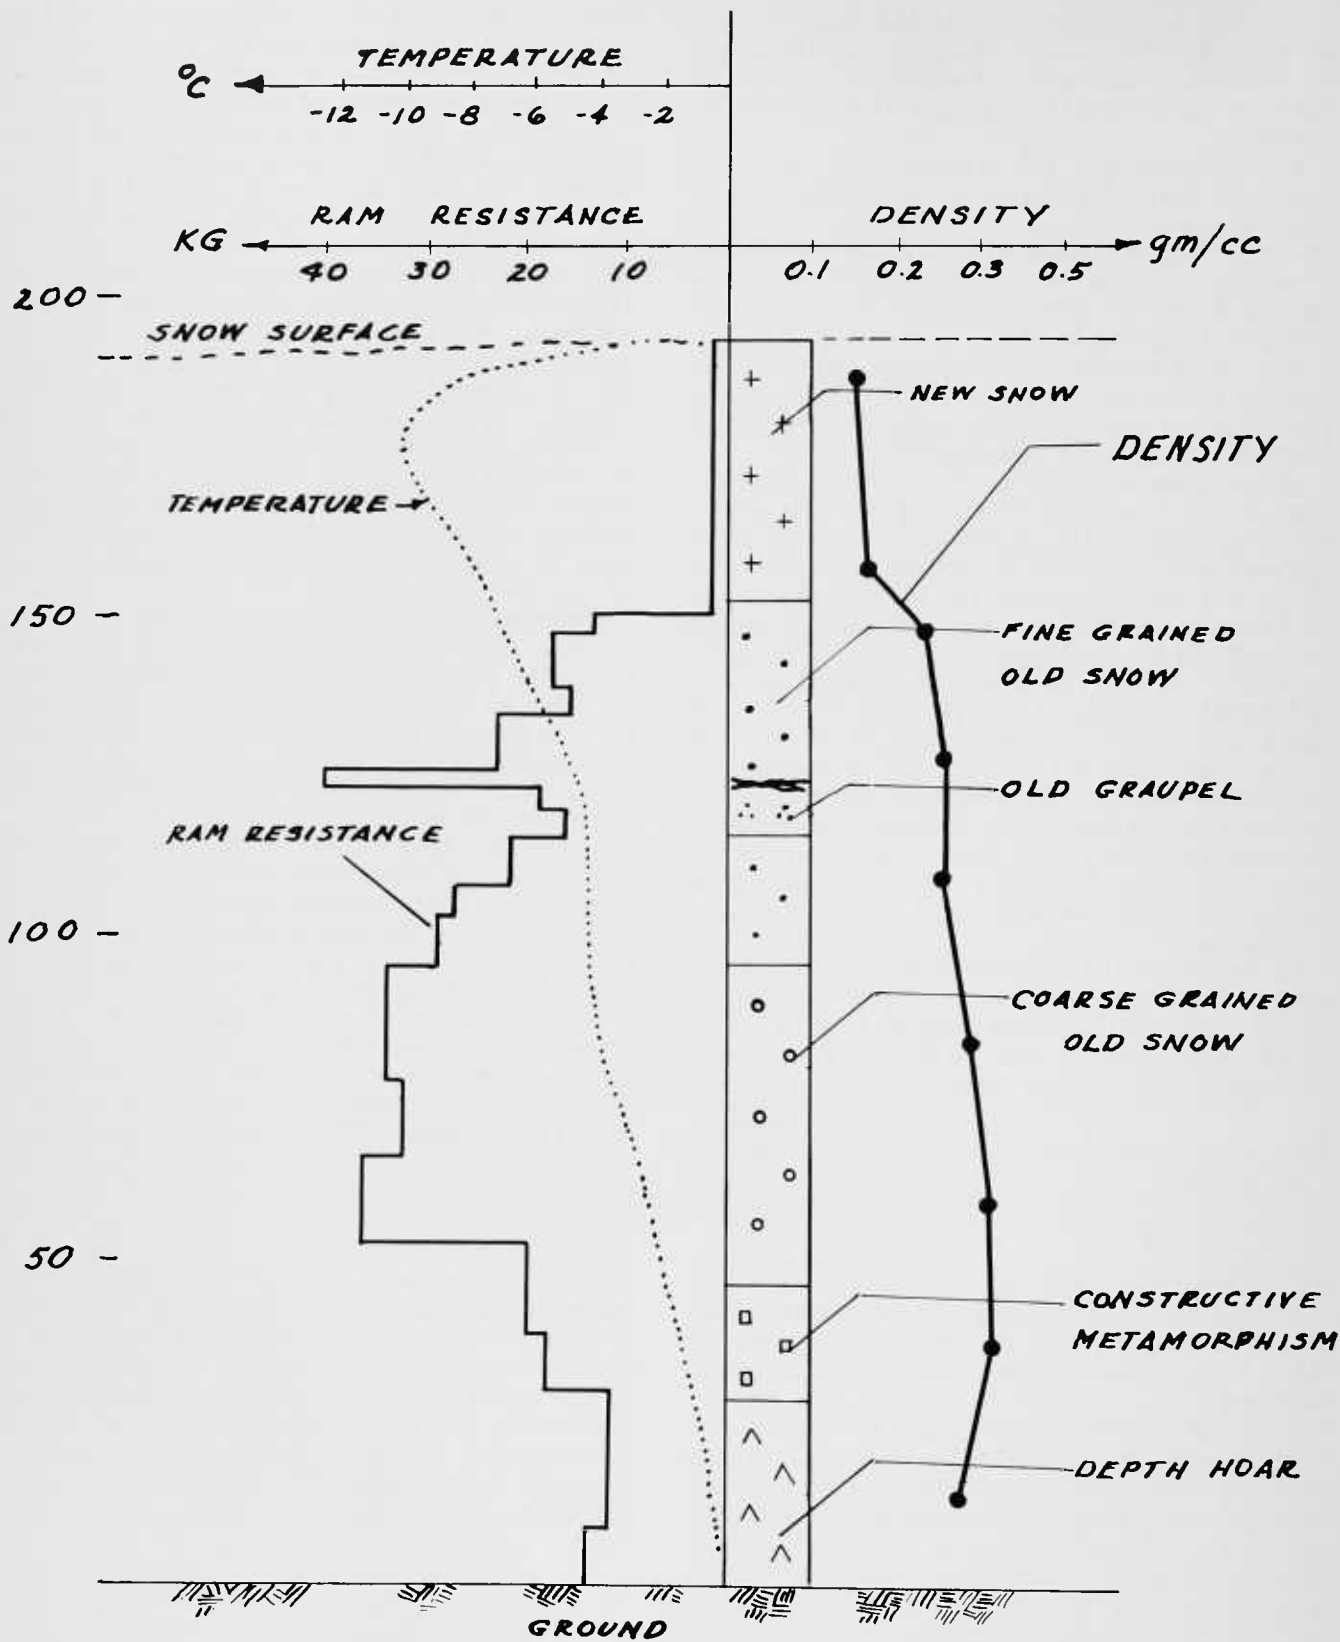 TEMPERATURE
°C
-12 -10 -8 -6 -4 -2
RAM RESISTANCE
DENSITY
KG
gm/cc
40 30 20 10
0.1 0.2 0.3 0.5
200
SNOW SURFACE
NEW SNOW
DENSITY
TEMPERATURE
150
FINE GRAINED
OLD SNOW
OLD GRAUPEL
RAM RESISTANCE
100
COARSE GRAINED
OLD SNOW
50
CONSTRUCTIVE
METAMORPHISM
DEPTH HOAR
GROUND